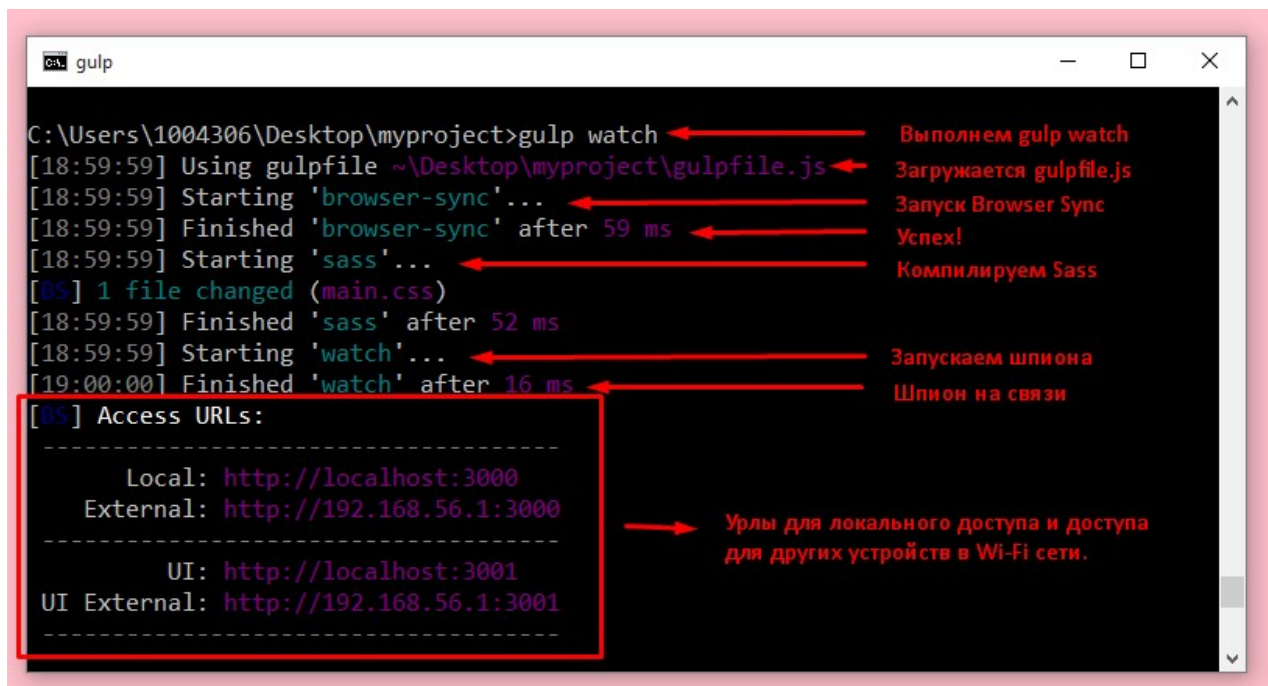 gulp
C:\Users\1004306\Desktop\myproject>gulp watch Выполнем gulp watch
[18:59:59] Using gulpfile ~\Desktop\myproject\gulpfile.js Загружается gulpfile.js
[18:59:59] Starting 'browser-sync'... Запуск Browser Sync
[18:59:59] Finished 'browser-sync' after 59 ms Успех!
[18:59:59] Starting 'sass'... Компилируем Sass
[BS] 1 file changed (main.css)
[18:59:59] Finished 'sass' after 52 ms
[18:59:59] Starting 'watch'... Запускаем шпиона
[19:00:00] Finished 'watch' after 16 ms Шпион на связи
[BS] Access URLs:
--------------------------------------
Local: http://localhost:3000
External: http://192.168.56.1:3000
--------------------------------------
UI: http://localhost:3001
UI External: http://192.168.56.1:3001
--------------------------------------
Урлы для локального доступа и доступа
для других устройств в Wi-Fi сети.